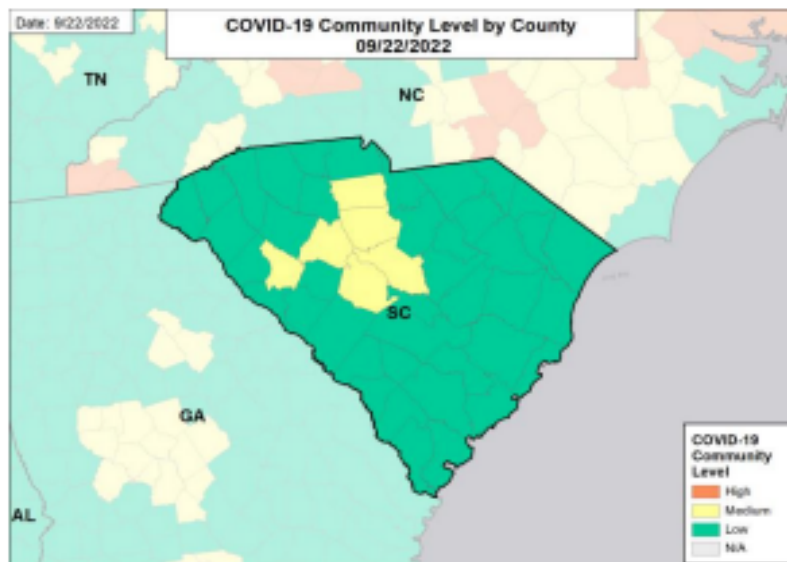 Date: 9/22/2022
COVID-19 Community Level by County
09/22/2022
TN
NC
SC
GA
AL
COVID-19
Community
Level
High
Medium
Low
N/A